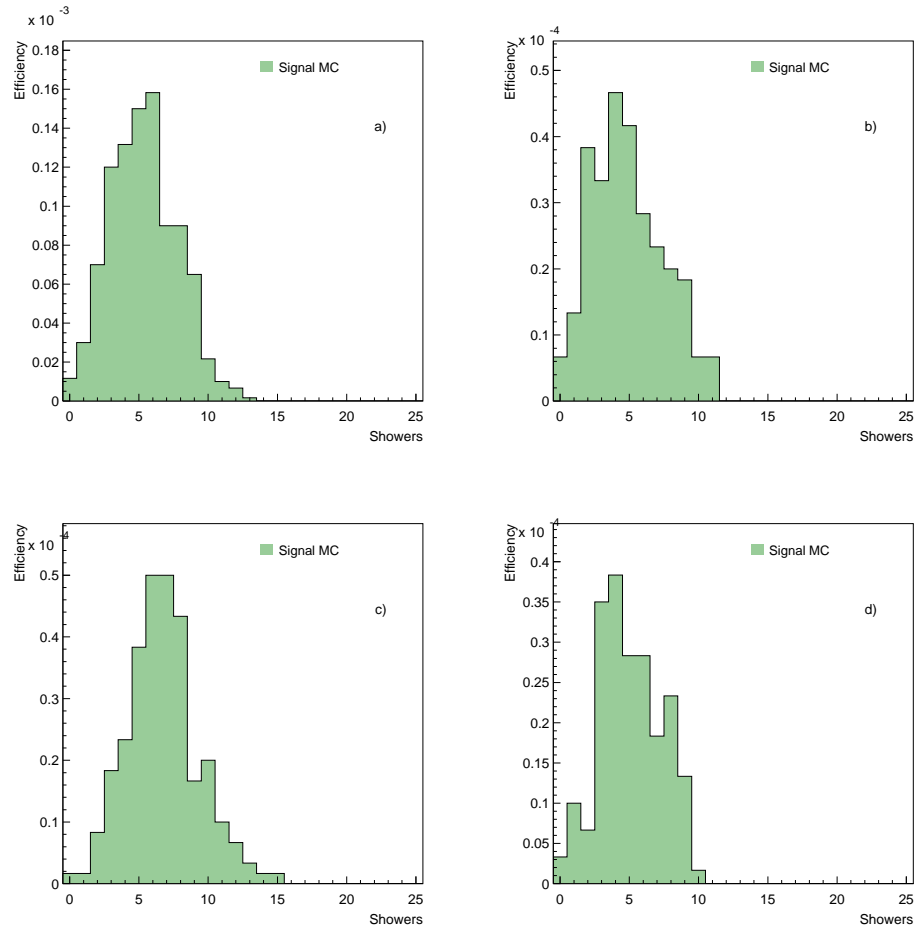 x 10 -3
Efficiency
Signal MC
a)
0.18
0.16
0.14
0.12
0.1
0.08
0.06
0.04
0.02
0
0 5 10 15 20 25
Showers
x 10 -4
Efficiency
Signal MC
b)
0.5
0.4
0.3
0.2
0.1
0
0 5 10 15 20 25
Showers
x 10 -4
Efficiency
Signal MC
c)
0.5
0.4
0.3
0.2
0.1
0
0 5 10 15 20 25
Showers
x 10 -4
Efficiency
Signal MC
d)
0.4
0.35
0.3
0.25
0.2
0.15
0.1
0.05
0
0 5 10 15 20 25
Showers